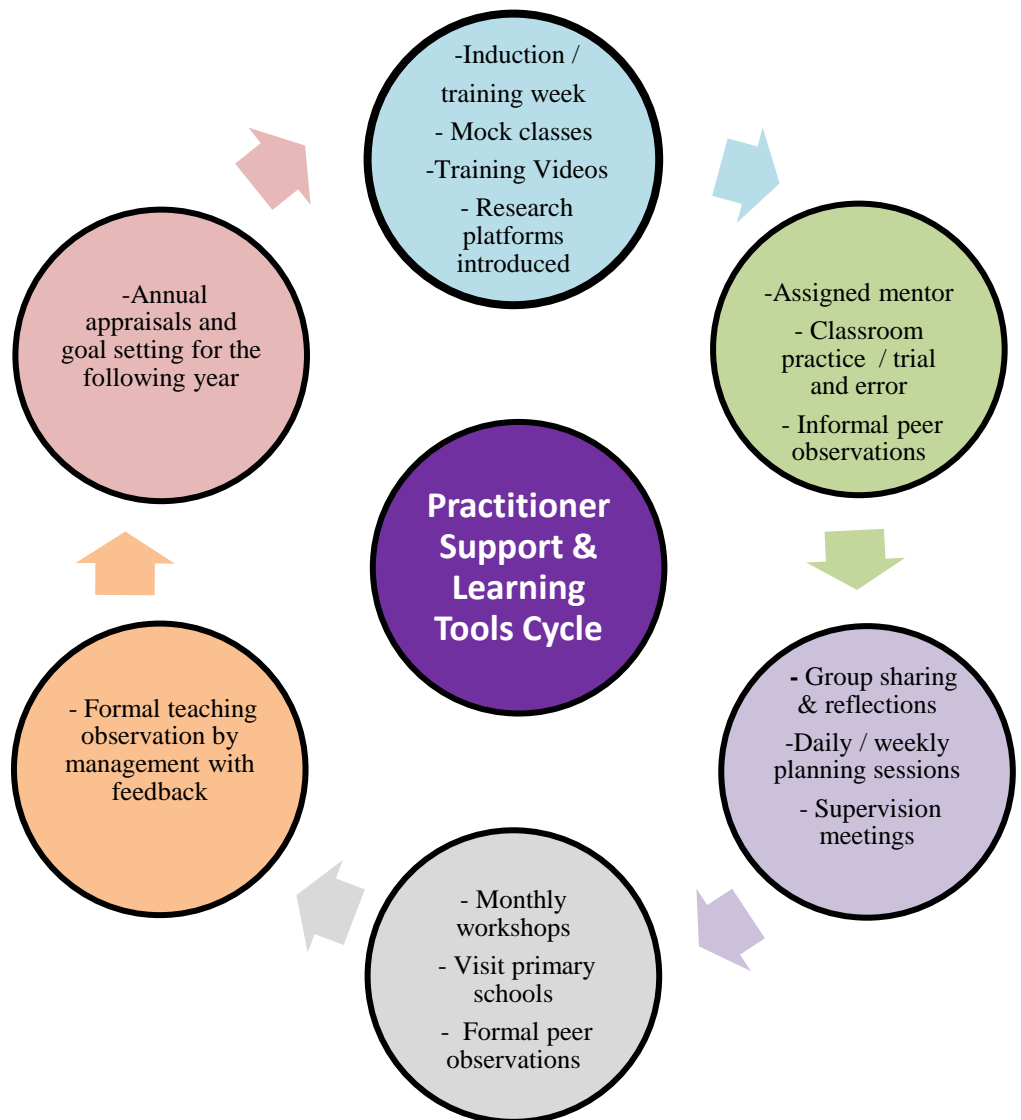 -Induction /
training week
- Mock classes
-Training Videos
- Research
platforms
introduced
-Assigned mentor
- Classroom
practice / trial
and error
- Informal peer
observations
- Group sharing
& reflections
-Daily / weekly
planning sessions
- Supervision
meetings
- Monthly
workshops
- Visit primary
schools
- Formal peer
observations
- Formal teaching
observation by
management with
feedback
-Annual
appraisals and
goal setting for the
following year
Practitioner
Support &
Learning
Tools Cycle